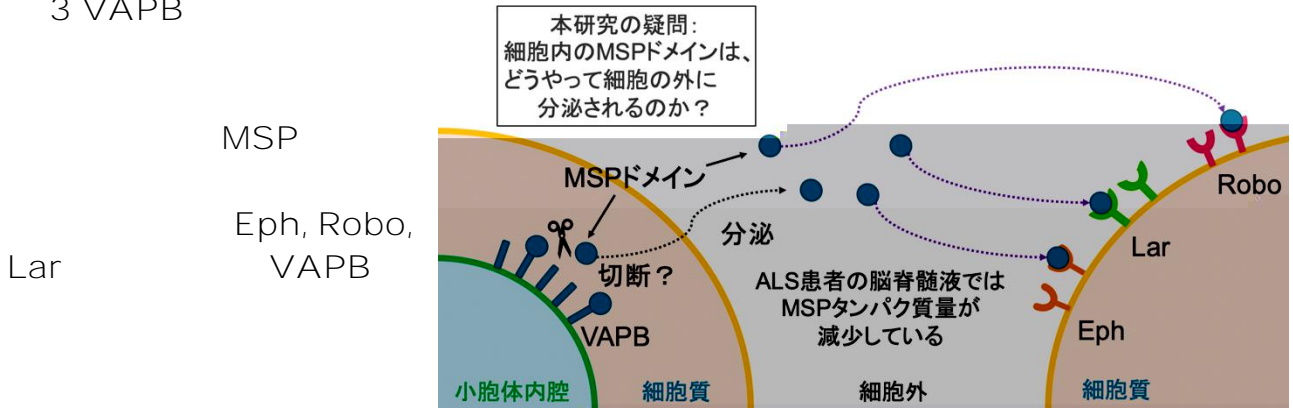 3 VAPB
MSP
Eph, Robo,
Lar VAPB
本研究の疑問:
細胞内のMSPドメインは、
どうやって細胞の外に
分泌されるのか？
MSPドメイン
分泌
切断？
VAPB
小胞体内腔
細胞質
ALS患者の脳脊髄液では
MSPタンパク質量が
減少している
細胞外
Robo
Lar
Eph
細胞質